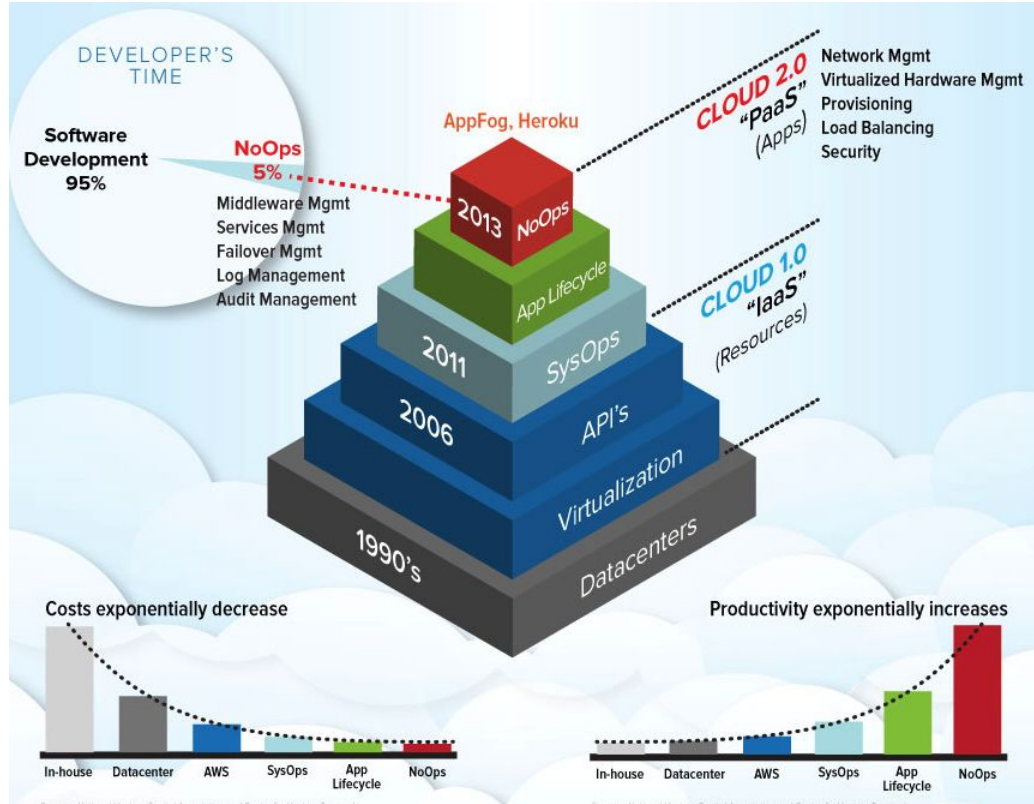 DEVELOPER'S
TIME
Software
Development
95%
NoOps
5%
Middleware Mgmt
Services Mgmt
Failover Mgmt
Log Management
Audit Management
AppFog, Heroku
2013
NoOps
App Lifecycle
2011
SysOps
2006
API's
Virtualization
1990's
Datacenters
CLOUD 2.0
"PaaS"
(Apps)
Network Mgmt
Virtualized Hardware Mgmt
Provisioning
Load Balancing
Security
CLOUD 1.0
"IaaS"
(Resources)
Costs exponentially decrease
In-house
Datacenter
AWS
SysOps
App
Lifecycle
NoOps
Productivity exponentially increases
In-house
Datacenter
AWS
SysOps
App
Lifecycle
NoOps